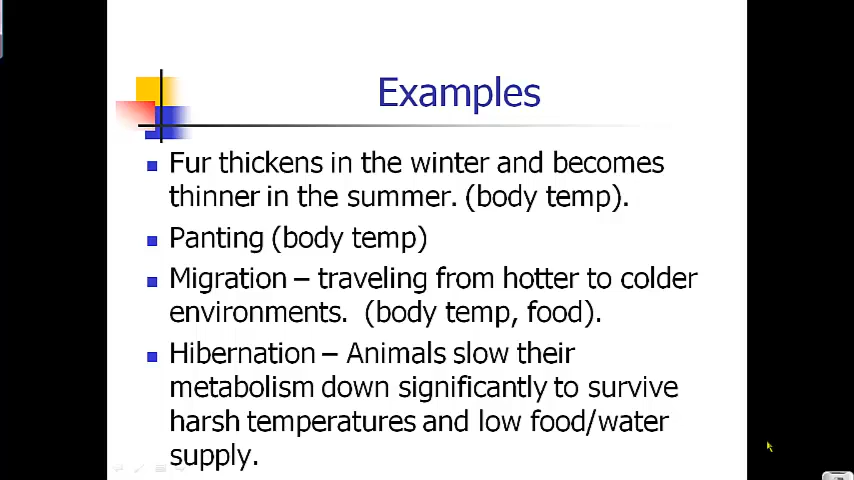 Examples
Fur thickens in the winter and becomes
thinner in the summer. (body temp).
Panting (body temp)
Migration – traveling from hotter to colder
environments.  (body temp, food).
Hibernation – Animals slow their
metabolism down significantly to survive
harsh temperatures and low food/water
supply.